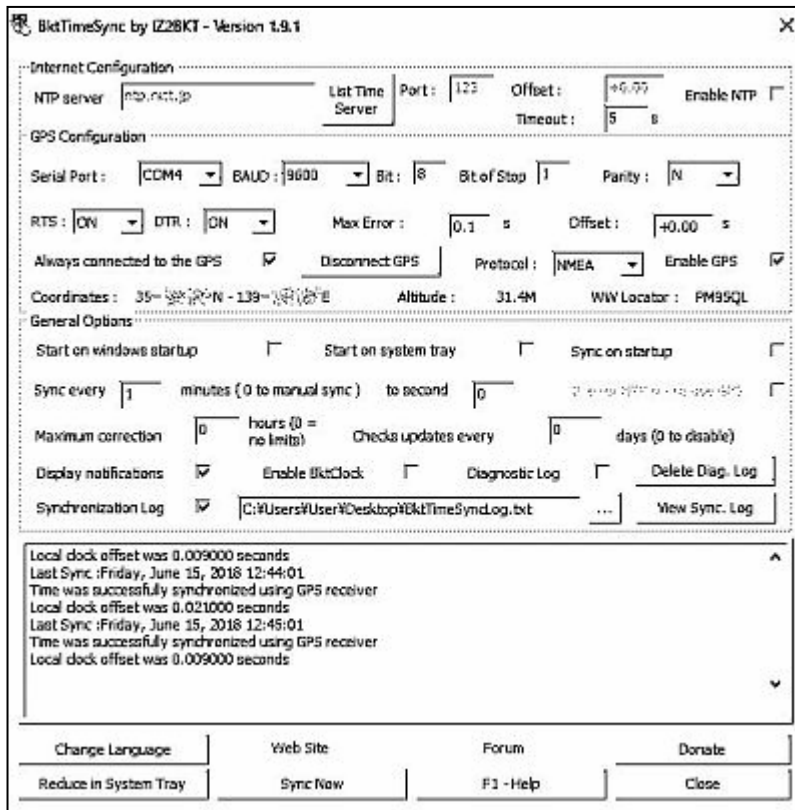 BktTimeSync by IZ2BKT - Version 1.9.1
Internet Configuration
NTP server ntp.nict.jp List Time Server Port : 123 Offset : +0.00 Enable NTP
Timeout : 5 s
GPS Configuration
Serial Port : COM4 BAUD : 9600 Bit : 8 Bit of Stop 1 Parity : N
RTS : ON DTR : ON Max Error : 0.1 s Offset : +0.00 s
Always connected to the GPS Disconnect GPS Protocol : NMEA Enable GPS
Coordinates : 35- N - 139- E Altitude : 31.4M WW Locator : PM95QL
General Options
Start on windows startup Start on system tray Sync on startup
Sync every 1 minutes ( 0 to manual sync ) to second 0
Maximum correction 0 hours (0 = no limits) Checks updates every 0 days (0 to disable)
Display notifications Enable BktClock Diagnostic Log Delete Diag. Log
Synchronization Log C:¥Users¥User¥Desktop¥BktTimeSyncLog.txt ... View Sync. Log
Local clock offset was 0.009000 seconds
Last Sync :Friday, June 15, 2018 12:44:01
Time was successfully synchronized using GPS receiver
Local clock offset was 0.021000 seconds
Last Sync :Friday, June 15, 2018 12:45:01
Time was successfully synchronized using GPS receiver
Local clock offset was 0.009000 seconds
Change Language Web Site Forum Donate
Reduce in System Tray Sync Now F1 - Help Close